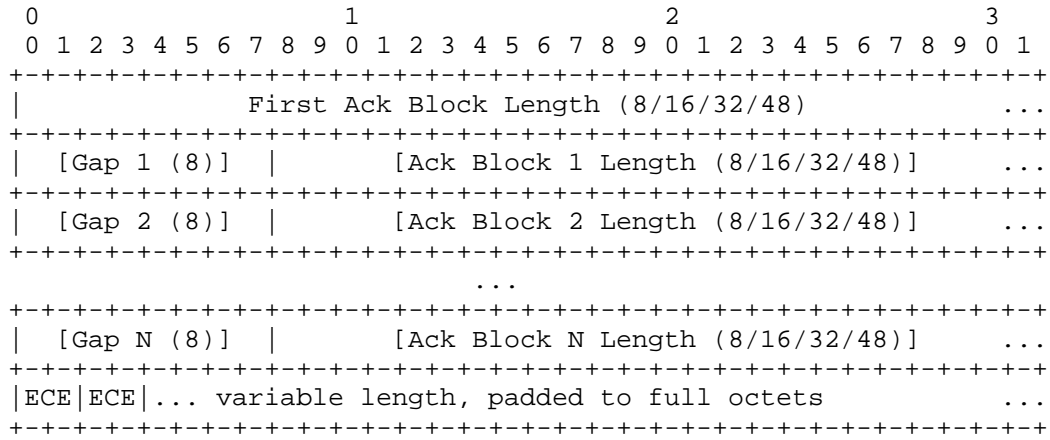 0                   1                   2                   3
 0 1 2 3 4 5 6 7 8 9 0 1 2 3 4 5 6 7 8 9 0 1 2 3 4 5 6 7 8 9 0 1
+-+-+-+-+-+-+-+-+-+-+-+-+-+-+-+-+-+-+-+-+-+-+-+-+-+-+-+-+-+-+-+-+
|              First Ack Block Length (8/16/32/48)            ...
+-+-+-+-+-+-+-+-+-+-+-+-+-+-+-+-+-+-+-+-+-+-+-+-+-+-+-+-+-+-+-+-+
|  [Gap 1 (8)]  |       [Ack Block 1 Length (8/16/32/48)]     ...
+-+-+-+-+-+-+-+-+-+-+-+-+-+-+-+-+-+-+-+-+-+-+-+-+-+-+-+-+-+-+-+-+
|  [Gap 2 (8)]  |       [Ack Block 2 Length (8/16/32/48)]     ...
+-+-+-+-+-+-+-+-+-+-+-+-+-+-+-+-+-+-+-+-+-+-+-+-+-+-+-+-+-+-+-+-+
                             ...
+-+-+-+-+-+-+-+-+-+-+-+-+-+-+-+-+-+-+-+-+-+-+-+-+-+-+-+-+-+-+-+-+
|  [Gap N (8)]  |       [Ack Block N Length (8/16/32/48)]     ...
+-+-+-+-+-+-+-+-+-+-+-+-+-+-+-+-+-+-+-+-+-+-+-+-+-+-+-+-+-+-+-+-+
|ECE|ECE|... variable length, padded to full octets           ...
+-+-+-+-+-+-+-+-+-+-+-+-+-+-+-+-+-+-+-+-+-+-+-+-+-+-+-+-+-+-+-+-+